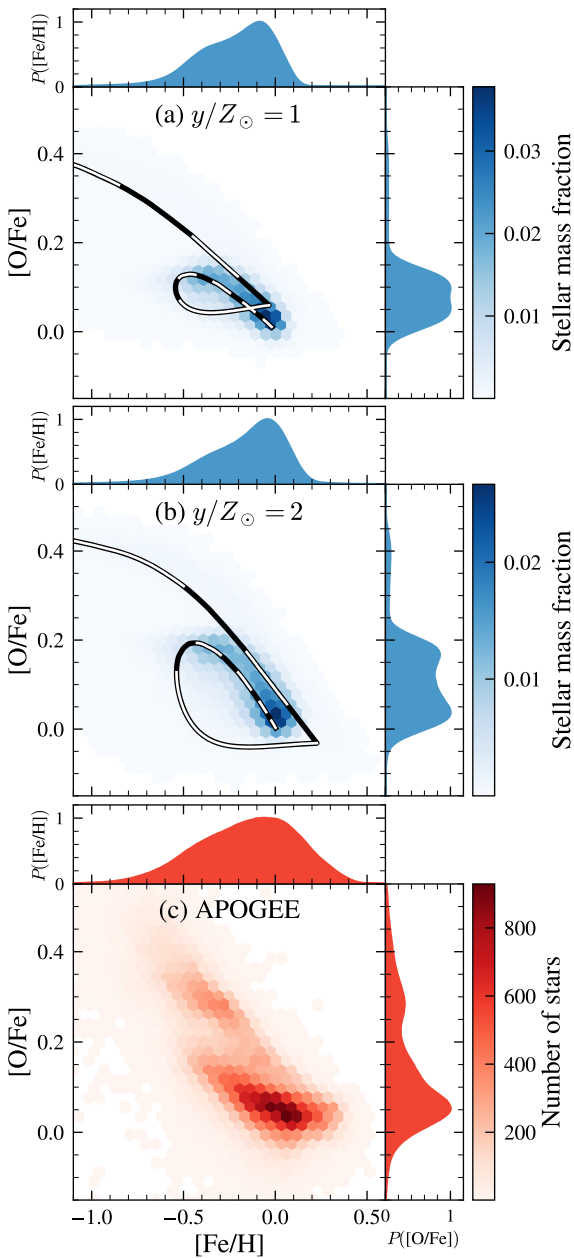 P([Fe/H])
1
0
(a) y/Z⊙ = 1
[O/Fe]
0.4
0.2
0.0
0.03
0.02
0.01
Stellar mass fraction
P([Fe/H])
1
0
(b) y/Z⊙ = 2
[O/Fe]
0.4
0.2
0.0
0.02
0.01
Stellar mass fraction
P([Fe/H])
1
0
(c) APOGEE
[O/Fe]
0.4
0.2
0.0
800
600
400
200
Number of stars
−1.0 −0.5 0.0 0.5
[Fe/H]
0 1
P([O/Fe])